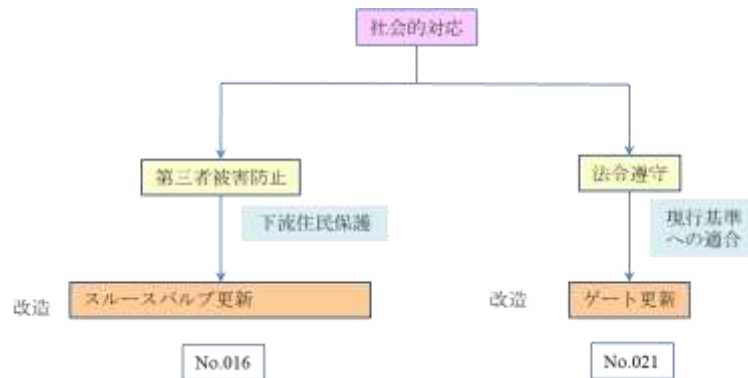 社会的対応
第三者被害防止
法令遵守
下流住民保護
現行基準
への適合
改造
スルースバルブ更新
改造
ゲート更新
No.016
No.021